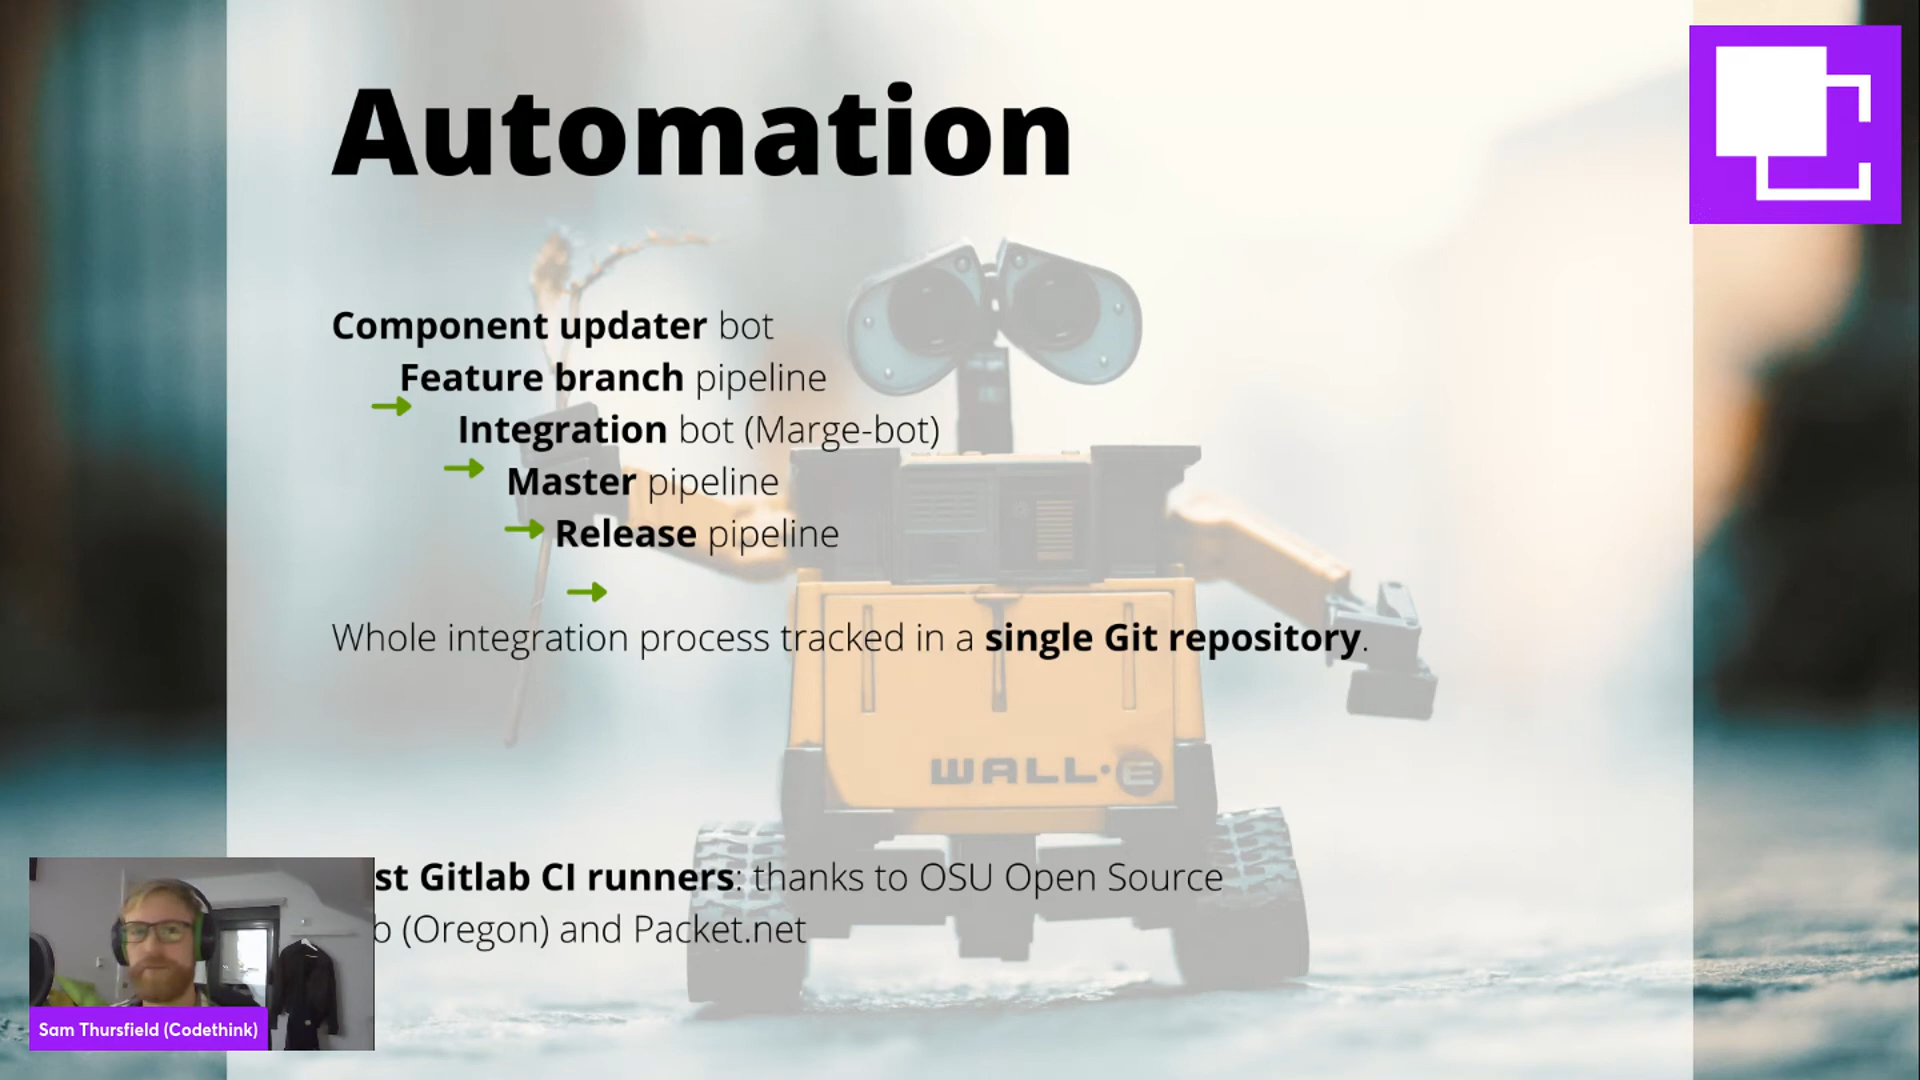 Automation
Component updater bot
Feature branch pipeline
Integration bot (Marge-bot)
Master pipeline
Release pipeline
Whole integration process tracked in a single Git repository.
WALL•E
st Gitlab CI runners: thanks to OSU Open Source
b (Oregon) and Packet.net
Sam Thursfield (Codethink)